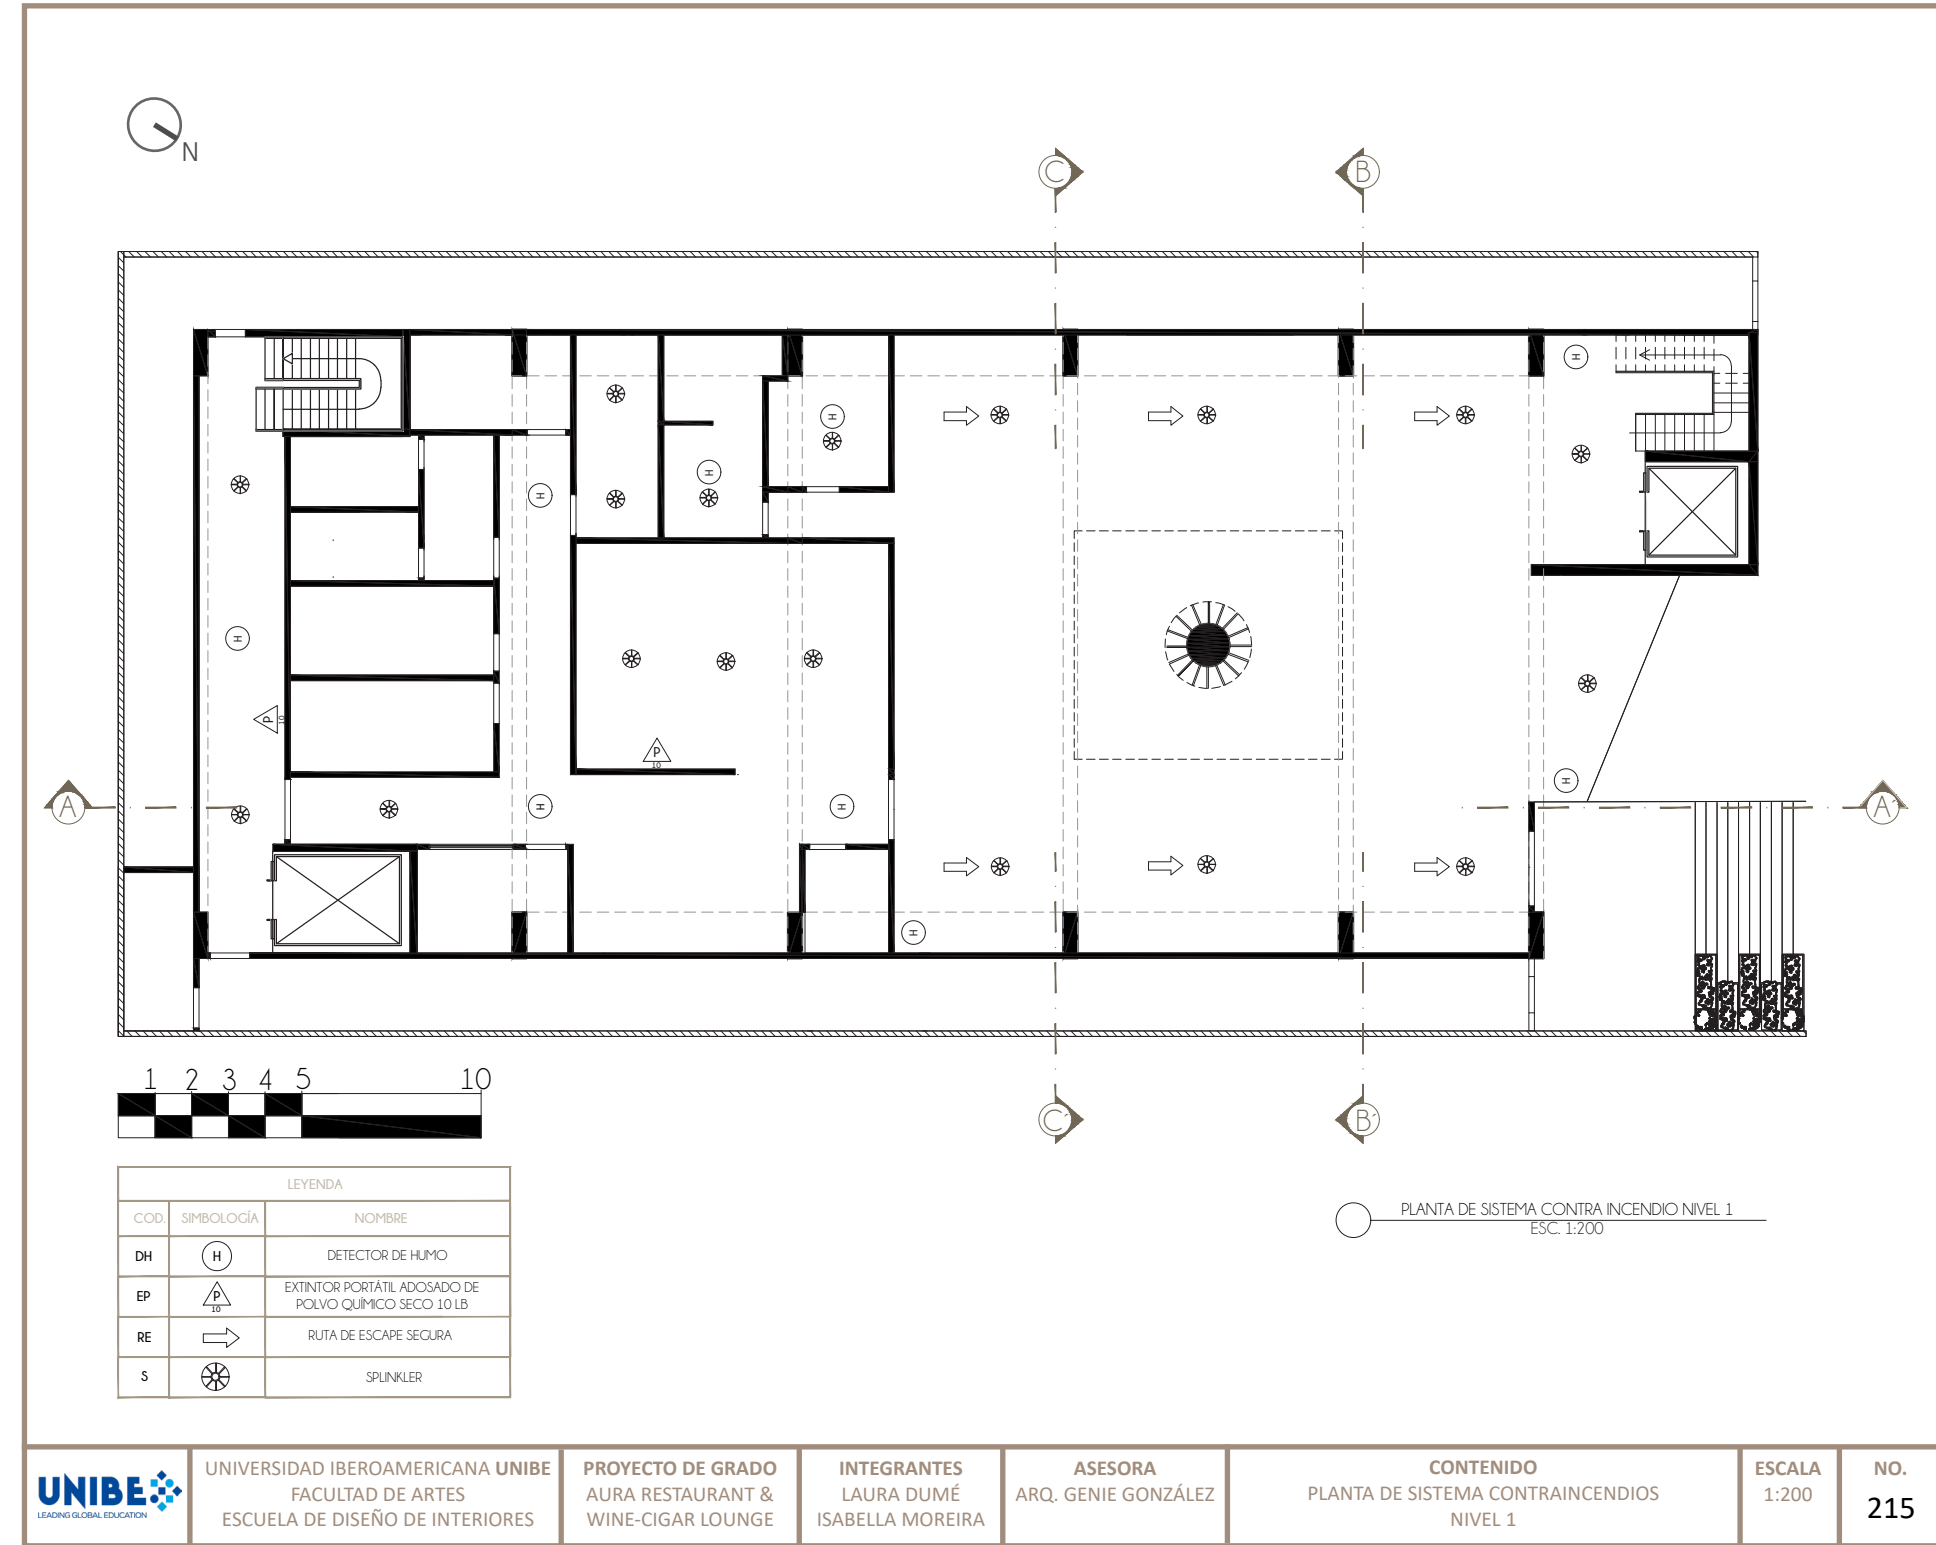 N
C
B
H
H
H
H
H
H
P
10
P
10
A
H
H
H
A´
H
1 2 3 4 5 10
C´
B´
LEYENDA
COD. SIMBOLOGÍA NOMBRE
DH H DETECTOR DE HUMO
EP P 10 EXTINTOR PORTÁTIL ADOSADO DE
POLVO QUÍMICO SECO 10 LB
RE RUTA DE ESCAPE SEGURA
S SPLINKLER
PLANTA DE SISTEMA CONTRA INCENDIO NIVEL 1
ESC. 1:200
UNIBE
LEADING GLOBAL EDUCATION
UNIVERSIDAD IBEROAMERICANA UNIBE
FACULTAD DE ARTES
ESCUELA DE DISEÑO DE INTERIORES
PROYECTO DE GRADO
AURA RESTAURANT &
WINE-CIGAR LOUNGE
INTEGRANTES
LAURA DUMÉ
ISABELLA MOREIRA
ASESORA
ARQ. GENIE GONZÁLEZ
CONTENIDO
PLANTA DE SISTEMA CONTRAINCENDIOS
NIVEL 1
ESCALA
1:200
NO.
215